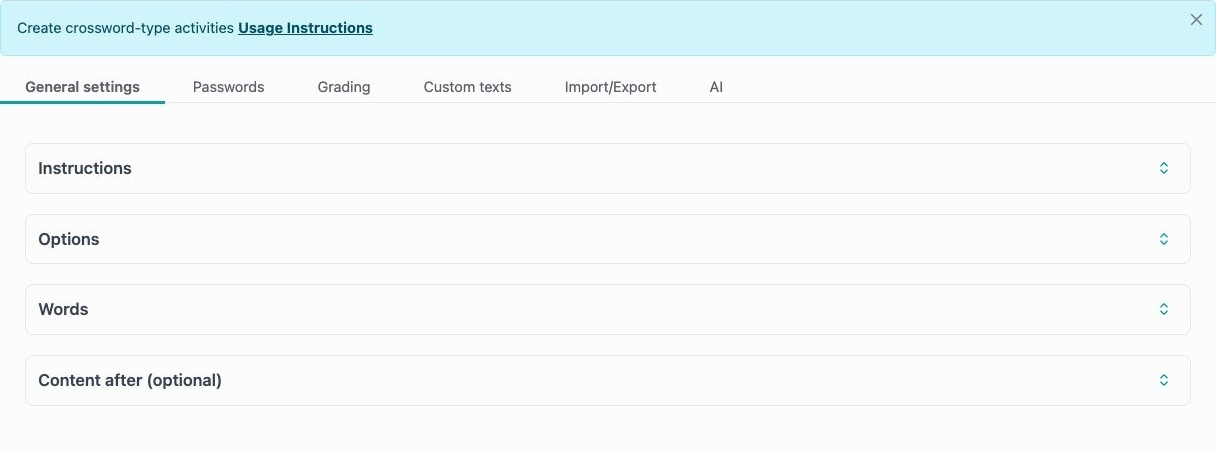 Create crossword-type activities Usage Instructions
General settings Passwords Grading Custom texts Import/Export AI
Instructions
Options
Words
Content after (optional)